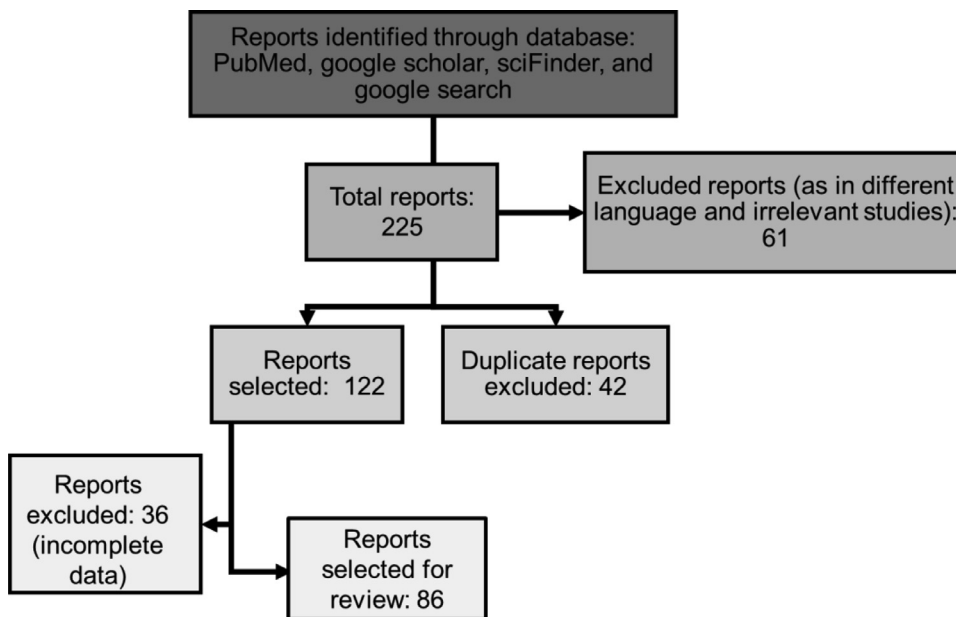 Reports identified through database:
PubMed, google scholar, sciFinder, and
google search
Total reports:
225
Excluded reports (as in different
language and irrelevant studies):
61
Reports
selected: 122
Duplicate reports
excluded: 42
Reports
excluded: 36
(incomplete
data)
Reports
selected for
review: 86